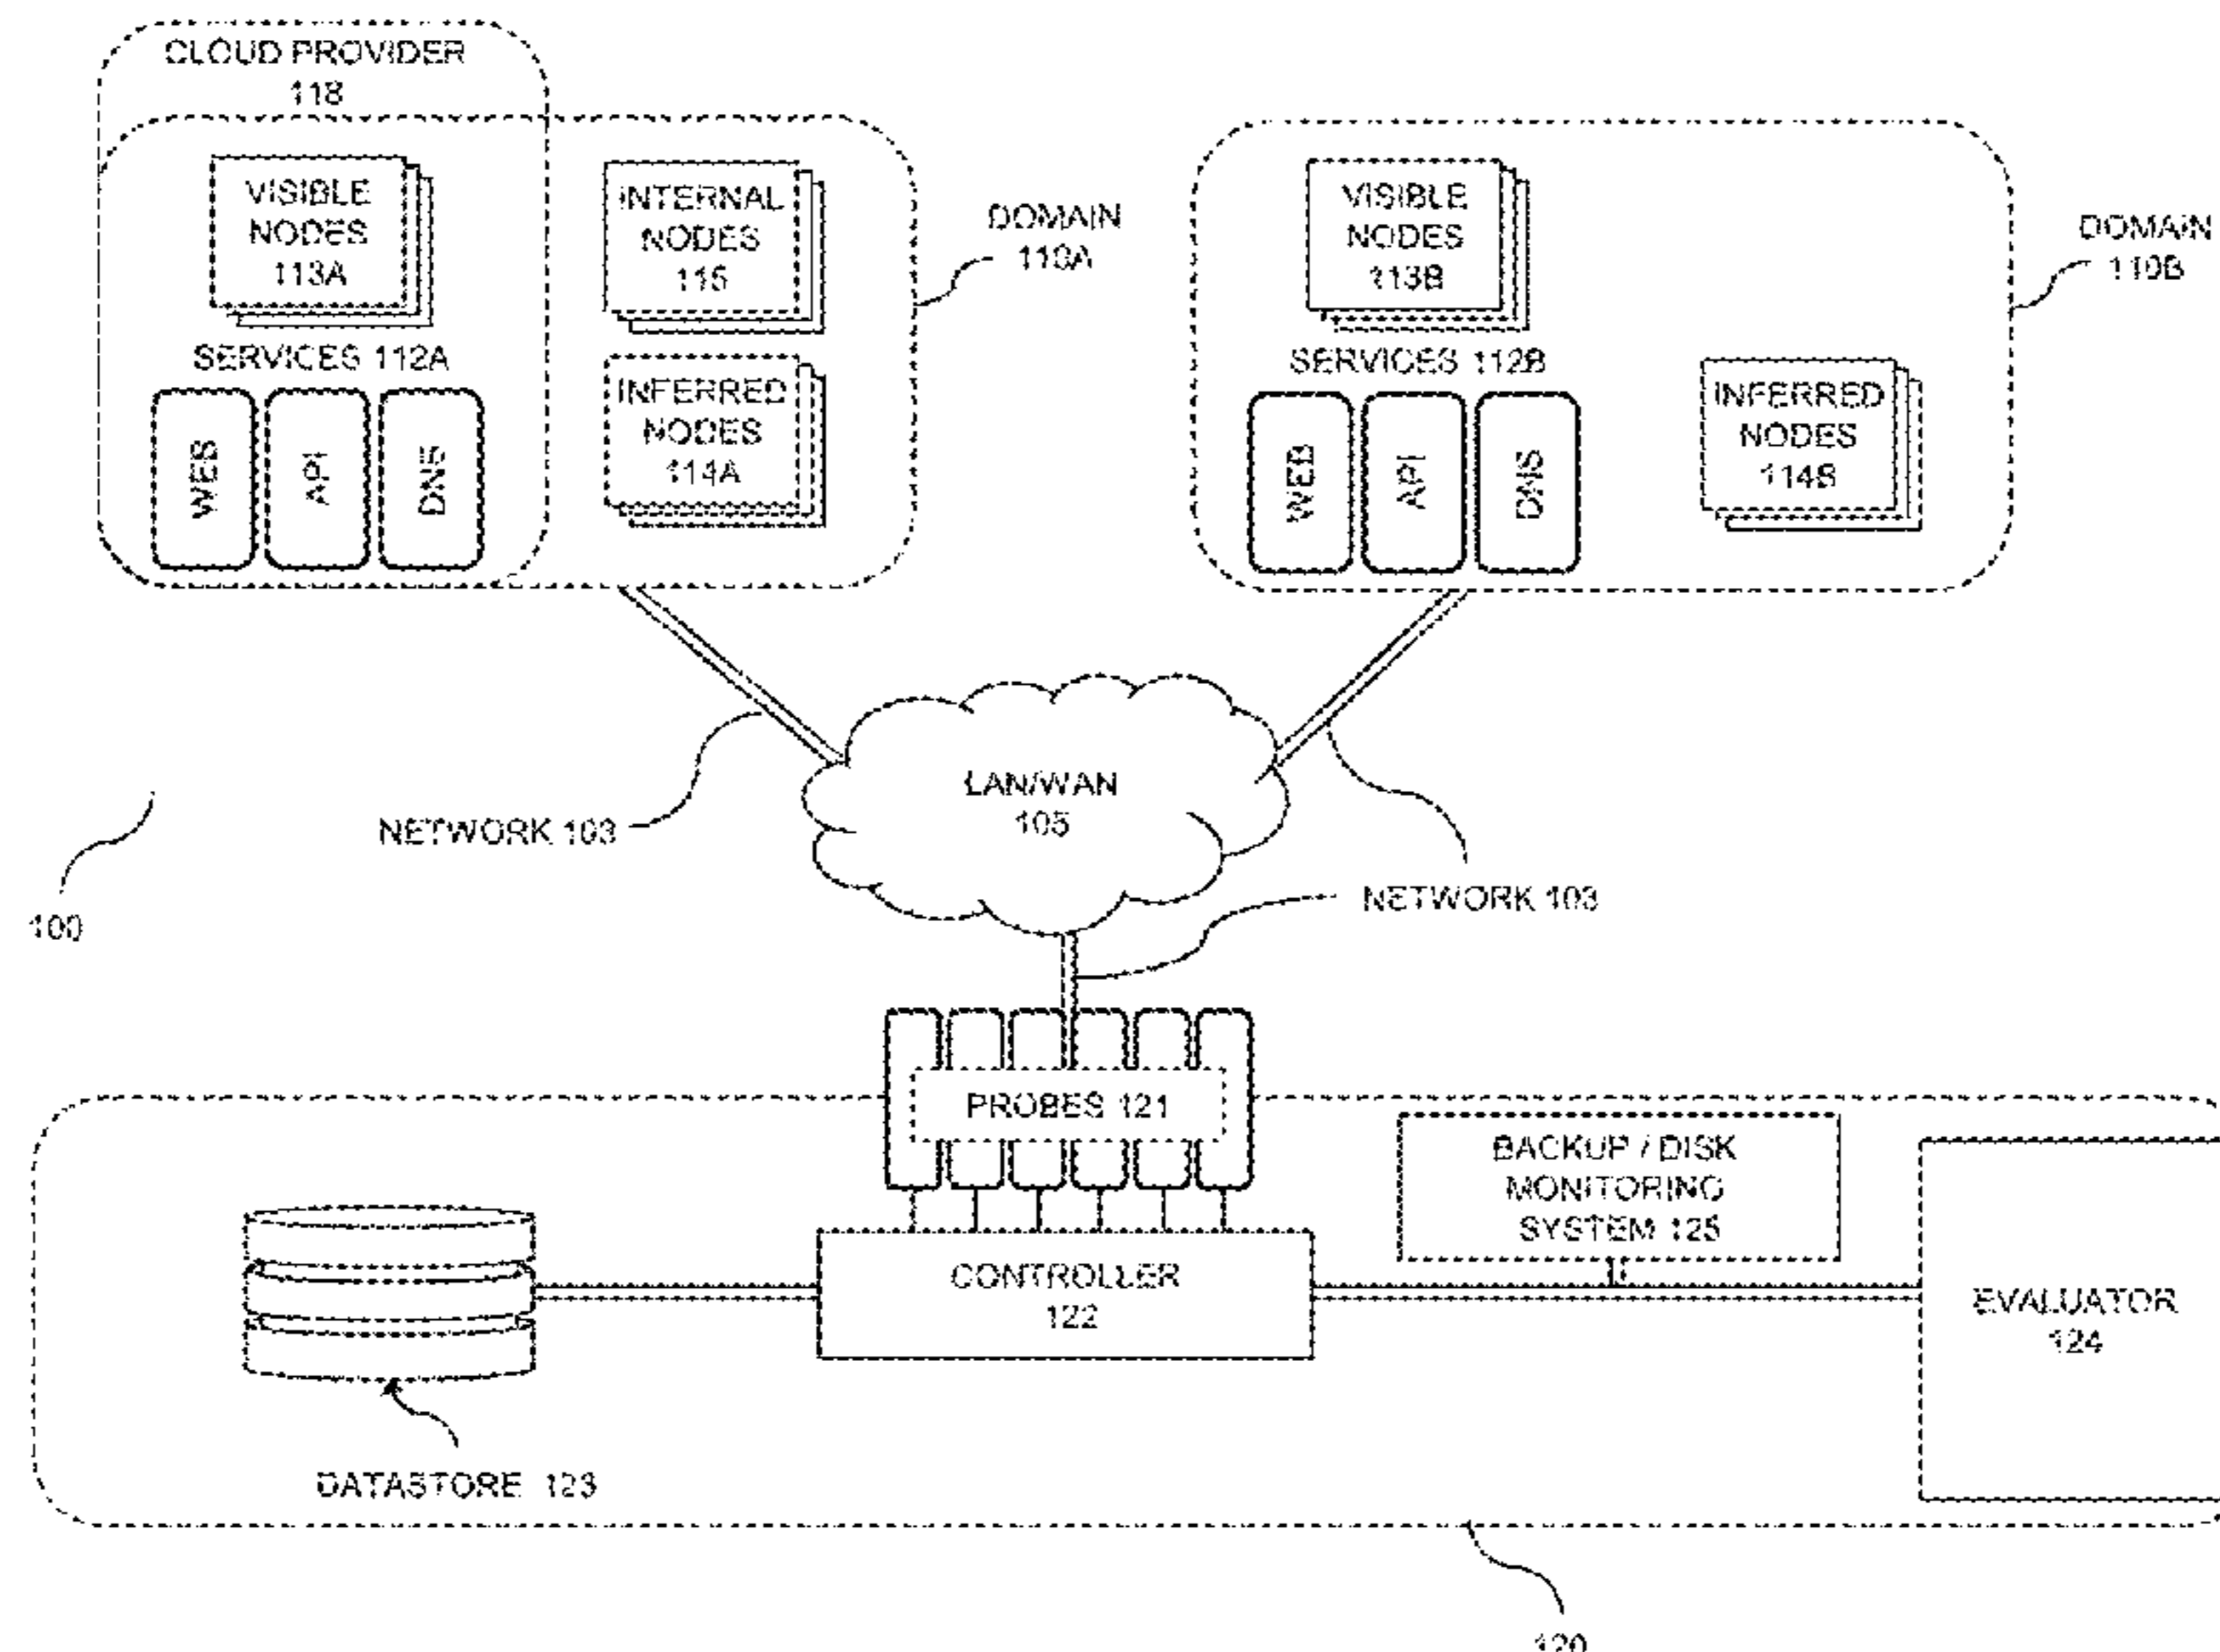 CLOUD PROVIDER
118
VISIBLE
NODES
113A
SERVICES 112A
WEB
API
DNS
INTERNAL
NODES
115
INFERRED
NODES
114A
DOMAIN
110A
VISIBLE
NODES
113B
SERVICES 112B
WEB
API
DNS
INFERRED
NODES
114B
DOMAIN
110B
LAN/WAN
105
NETWORK 103
100
NETWORK 103
PROBES 121
BACKUP / DISK
MONITORING
SYSTEM 125
CONTROLLER
122
EVALUATOR
124
DATASTORE 123
120